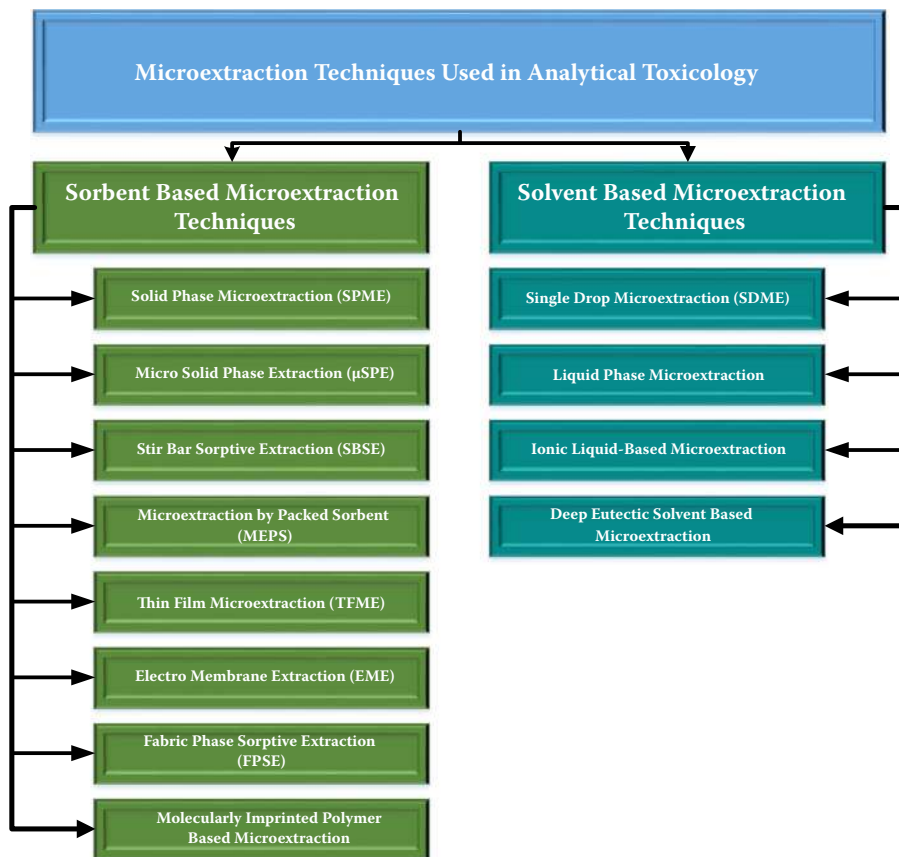 Microextraction Techniques Used in Analytical Toxicology
Sorbent Based Microextraction
Techniques
Solid Phase Microextraction (SPME)
Micro Solid Phase Extraction (µSPE)
Stir Bar Sorptive Extraction (SBSE)
Microextraction by Packed Sorbent
(MEPS)
Thin Film Microextraction (TFME)
Electro Membrane Extraction (EME)
Fabric Phase Sorptive Extraction
(FPSE)
Molecularly Imprinted Polymer
Based Microextraction
Solvent Based Microextraction
Techniques
Single Drop Microextraction (SDME)
Liquid Phase Microextraction
Ionic Liquid-Based Microextraction
Deep Eutectic Solvent Based
Microextraction